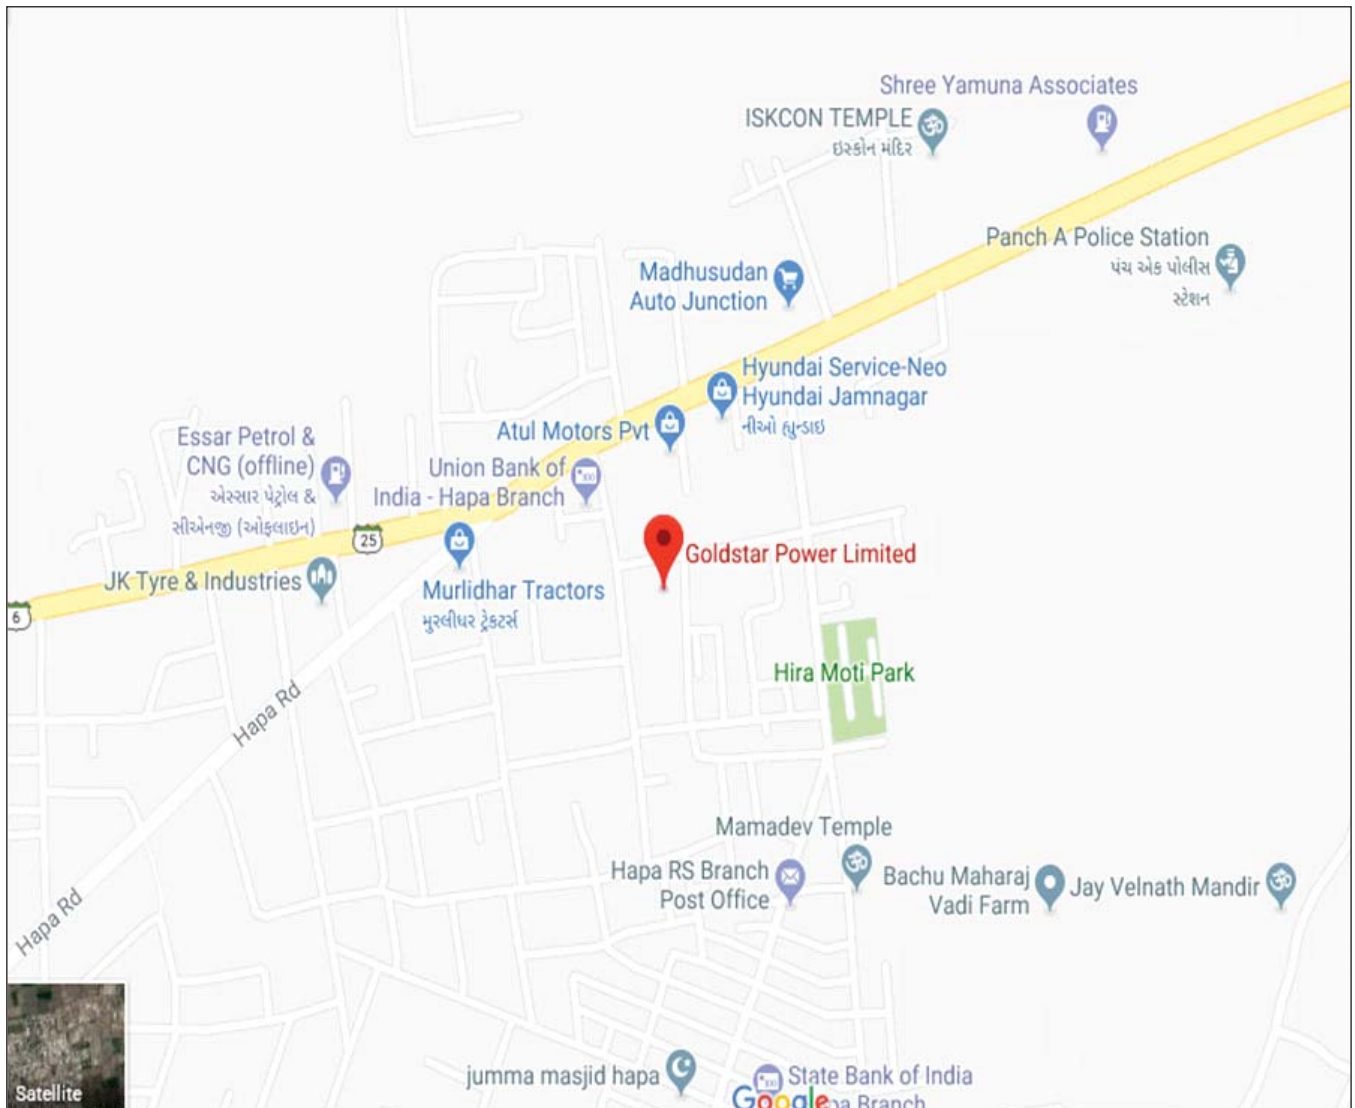 Shree Yamuna Associates
ISKCON TEMPLE
ઇસ્કોન મંદિર
Panch A Police Station
પંચ એક પોલીસ
સ્ટેશન
Madhusudan
Auto Junction
Hyundai Service-Neo
Hyundai Jamnagar
નીઓ હ્યુન્ડાઇ
Atul Motors Pvt
Essar Petrol &
CNG (offline)
એસ્સાર પેટ્રોલ &
સીએનજી (ઓફલાઇન)
Union Bank of
India - Hapa Branch
25
Goldstar Power Limited
JK Tyre & Industries
Murlidhar Tractors
મુરલીધર ટ્રેકટર્સ
6
Hira Moti Park
Hapa Rd
Mamadev Temple
Hapa RS Branch
Post Office
Bachu Maharaj
Vadi Farm
Jay Velnath Mandir
Hapa Rd
Satellite
jumma masjid hapa
State Bank of India
Google
Branch